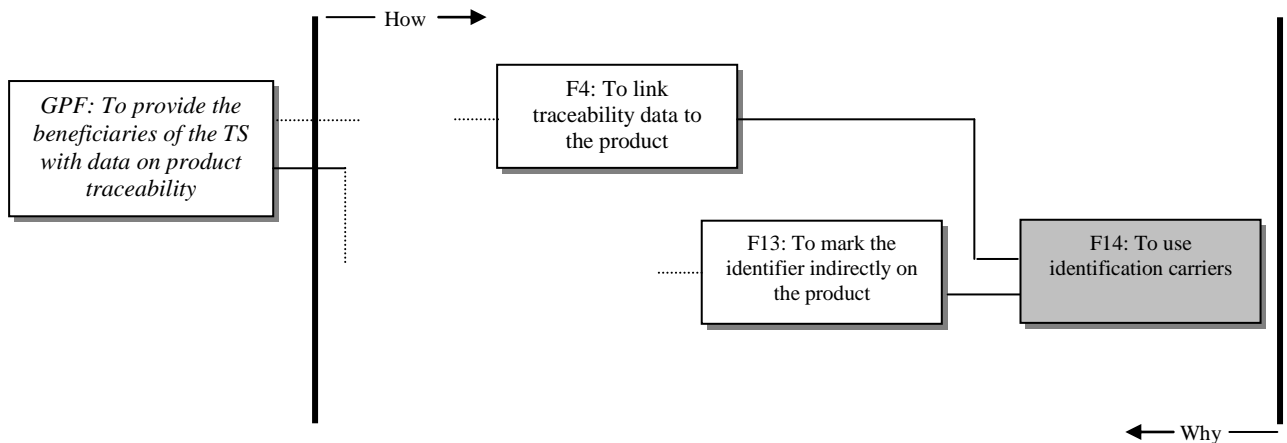 How
GPF: To provide the
beneficiaries of the TS
with data on product
traceability
F4: To link
traceability data to
the product
F13: To mark the
identifier indirectly on
the product
F14: To use
identification carriers
Why